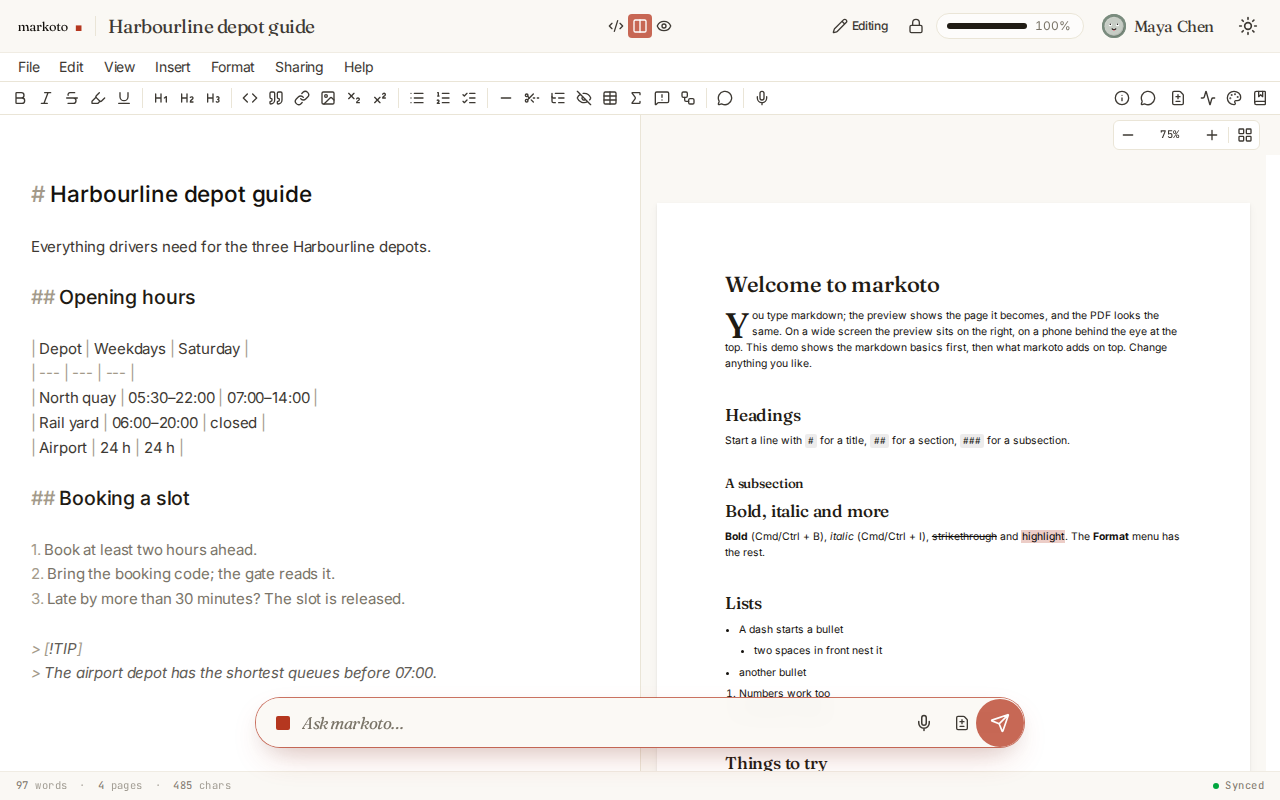 markoto
Harbourline depot guide
Editing
100%
Maya Chen
File Edit View Insert Format Sharing Help
H1 H2 H3
75%
# Harbourline depot guide
Everything drivers need for the three Harbourline depots.
## Opening hours
| Depot | Weekdays | Saturday |
| --- | --- | --- |
| North quay | 05:30–22:00 | 07:00–14:00 |
| Rail yard | 06:00–20:00 | closed |
| Airport | 24 h | 24 h |
## Booking a slot
1. Book at least two hours ahead.
2. Bring the booking code; the gate reads it.
3. Late by more than 30 minutes? The slot is released.
> [!TIP]
> The airport depot has the shortest queues before 07:00.
Welcome to markoto
You type markdown; the preview shows the page it becomes, and the PDF looks the
same. On a wide screen the preview sits on the right, on a phone behind the eye at the
top. This demo shows the markdown basics first, then what markoto adds on top. Change
anything you like.
Headings
Start a line with # for a title, ## for a section, ### for a subsection.
A subsection
Bold, italic and more
Bold (Cmd/Ctrl + B), italic (Cmd/Ctrl + I), strikethrough and highlight. The Format menu has
the rest.
Lists
• A dash starts a bullet
• two spaces in front nest it
• another bullet
1. Numbers work too
Things to try
Ask markoto...
97 words · 4 pages · 485 chars
Synced